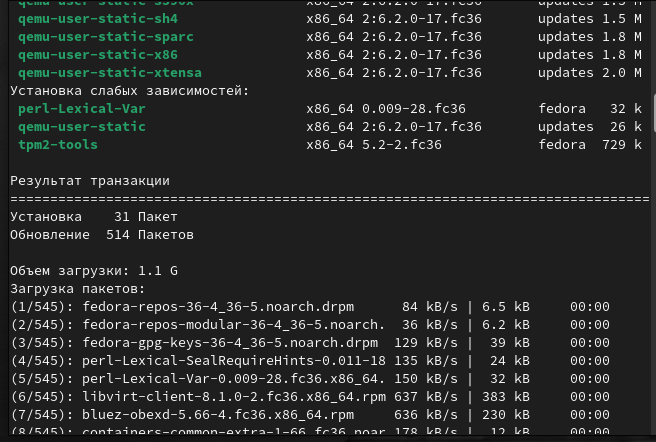 qemu-user-static-s390x x86_64 2:6.2.0-17.fc36 updates 1.5 M
qemu-user-static-sh4 x86_64 2:6.2.0-17.fc36 updates 1.5 M
qemu-user-static-sparc x86_64 2:6.2.0-17.fc36 updates 1.8 M
qemu-user-static-x86 x86_64 2:6.2.0-17.fc36 updates 1.8 M
qemu-user-static-xtensa x86_64 2:6.2.0-17.fc36 updates 2.0 M
Установка слабых зависимостей:
perl-Lexical-Var x86_64 0.009-28.fc36 fedora 32 k
qemu-user-static x86_64 2:6.2.0-17.fc36 updates 26 k
tpm2-tools x86_64 5.2-2.fc36 fedora 729 k
Результат транзакции
================================================================================
Установка 31 Пакет
Обновление 514 Пакетов
Объем загрузки: 1.1 G
Загрузка пакетов:
(1/545): fedora-repos-36-4_36-5.noarch.drpm 84 kB/s | 6.5 kB 00:00
(2/545): fedora-repos-modular-36-4_36-5.noarch. 36 kB/s | 6.2 kB 00:00
(3/545): fedora-gpg-keys-36-4_36-5.noarch.drpm 129 kB/s | 39 kB 00:00
(4/545): perl-Lexical-SealRequireHints-0.011-18 135 kB/s | 24 kB 00:00
(5/545): perl-Lexical-Var-0.009-28.fc36.x86_64. 150 kB/s | 32 kB 00:00
(6/545): libvirt-client-8.1.0-2.fc36.x86_64.rpm 637 kB/s | 383 kB 00:00
(7/545): bluez-obexd-5.66-4.fc36.x86_64.rpm 636 kB/s | 230 kB 00:00
(8/545): containers-common-extra-1-66.fc36.noar 178 kB/s | 12 kB 00:00